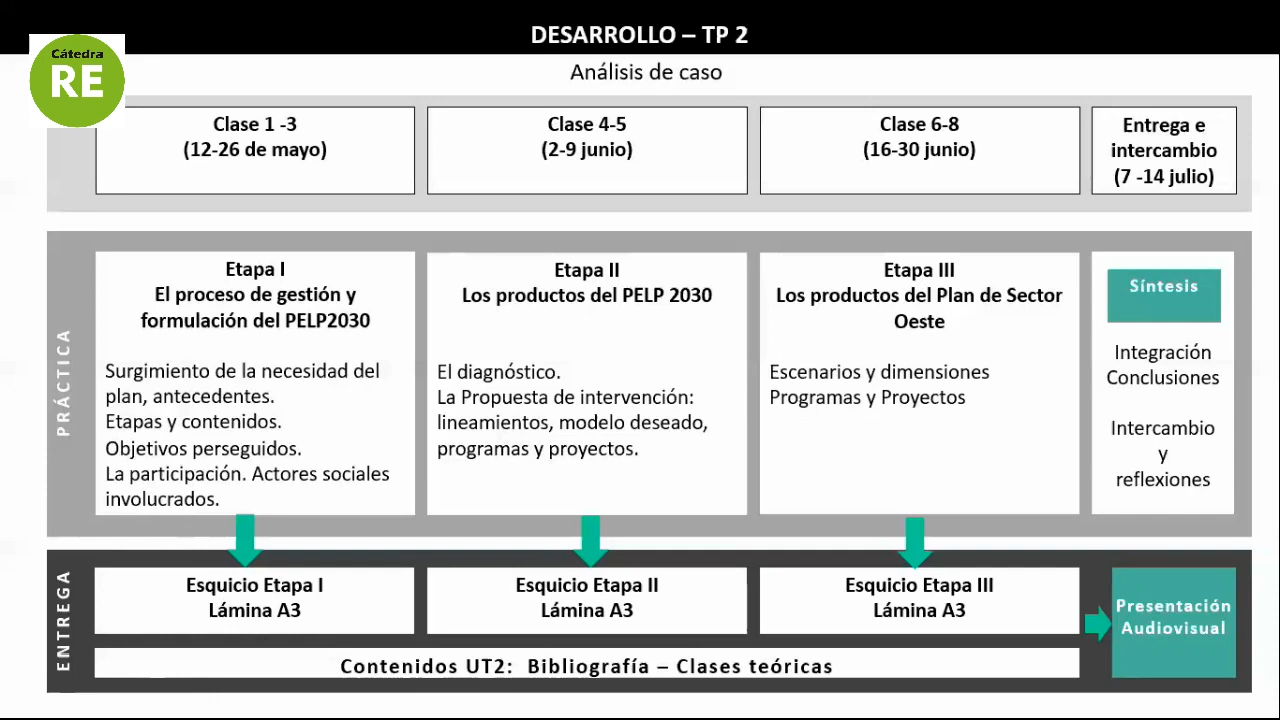 DESARROLLO – TP 2
Cátedra
RE
Análisis de caso
Clase 1 -3
(12-26 de mayo)
Clase 4-5
(2-9 junio)
Clase 6-8
(16-30 junio)
Entrega e
intercambio
(7 -14 julio)
PRÁCTICA
Etapa I
El proceso de gestión y
formulación del PELP2030
Surgimiento de la necesidad del
plan, antecedentes.
Etapas y contenidos.
Objetivos perseguidos.
La participación. Actores sociales
involucrados.
Etapa II
Los productos del PELP 2030
El diagnóstico.
La Propuesta de intervención:
lineamientos, modelo deseado,
programas y proyectos.
Etapa III
Los productos del Plan de Sector
Oeste
Escenarios y dimensiones
Programas y Proyectos
Síntesis
Integración
Conclusiones
Intercambio
y
reflexiones
ENTREGA
Esquicio Etapa I
Lámina A3
Esquicio Etapa II
Lámina A3
Esquicio Etapa III
Lámina A3
Presentación
Audiovisual
Contenidos UT2: Bibliografía – Clases teóricas